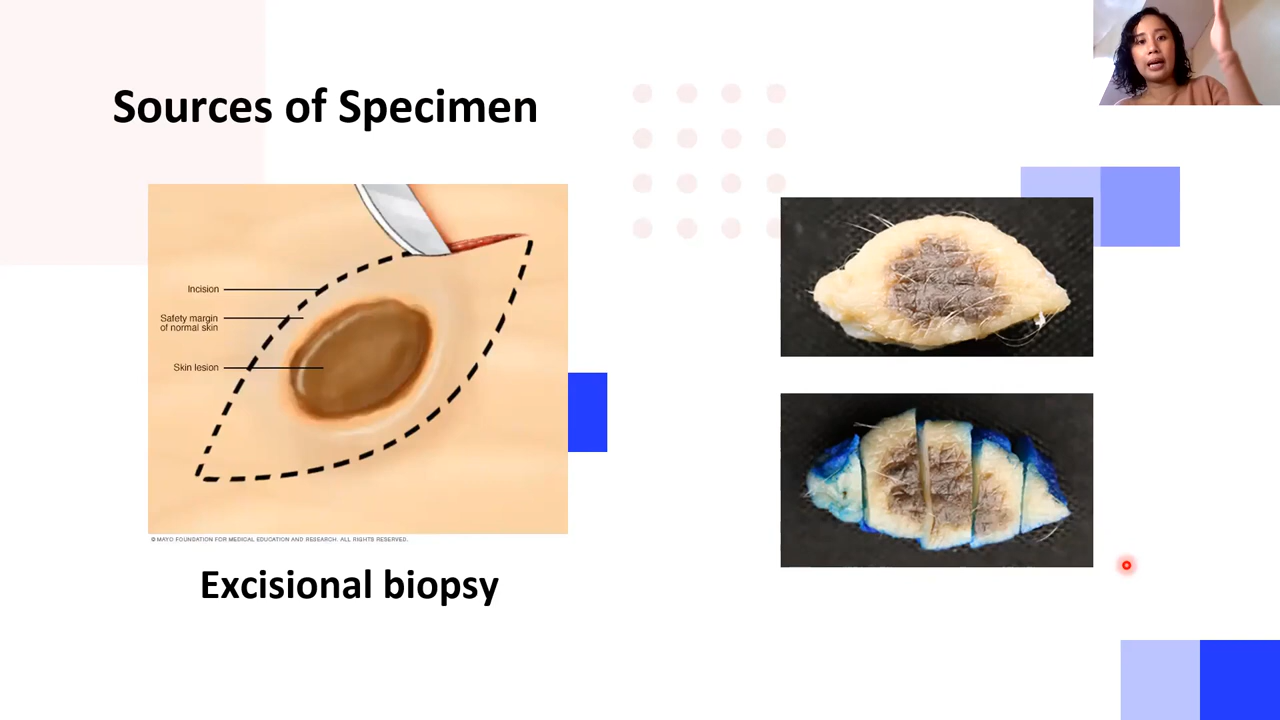 Sources of Specimen
Incision
Safety margin
of normal skin
Skin lesion
© MAYO FOUNDATION FOR MEDICAL EDUCATION AND RESEARCH. ALL RIGHTS RESERVED.
Excisional biopsy